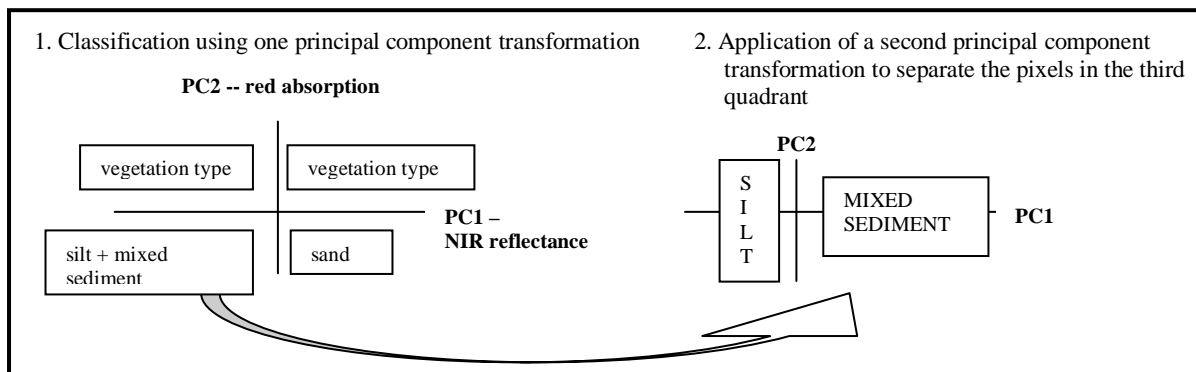 1. Classification using one principal component transformation
PC2 -- red absorption
vegetation type
vegetation type
PC1 –
NIR reflectance
silt + mixed
sediment
sand
2. Application of a second principal component
transformation to separate the pixels in the third
quadrant
PC2
S
I
L
T
MIXED
SEDIMENT
PC1